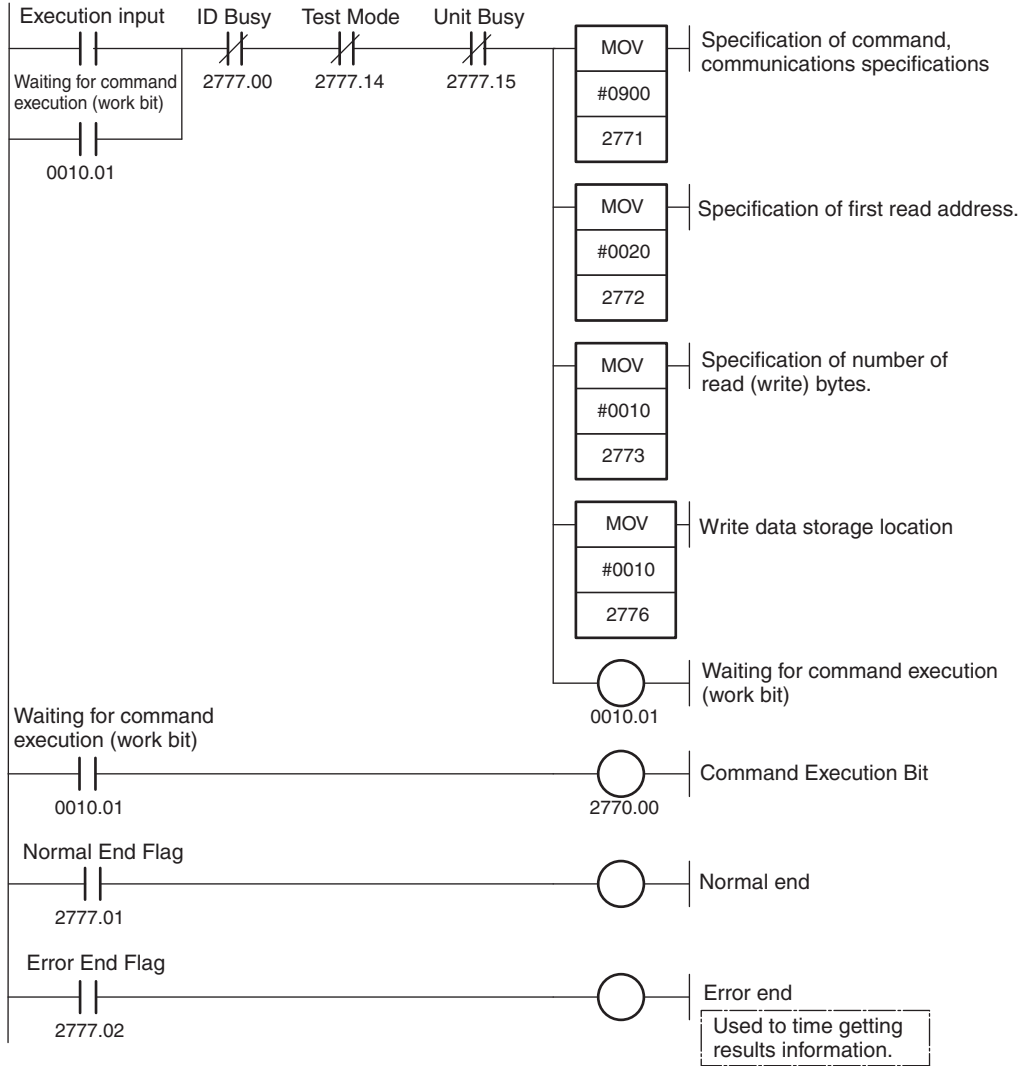 Execution input
ID Busy
Test Mode
Unit Busy
2777.00
2777.14
2777.15
Waiting for command
execution (work bit)
0010.01
MOV
#0900
2771
Specification of command,
communications specifications
MOV
#0020
2772
Specification of first read address.
MOV
#0010
2773
Specification of number of
read (write) bytes.
MOV
#0010
2776
Write data storage location
0010.01
Waiting for command execution
(work bit)
Waiting for command
execution (work bit)
0010.01
2770.00
Command Execution Bit
Normal End Flag
2777.01
Normal end
Error End Flag
2777.02
Error end
Used to time getting
results information.